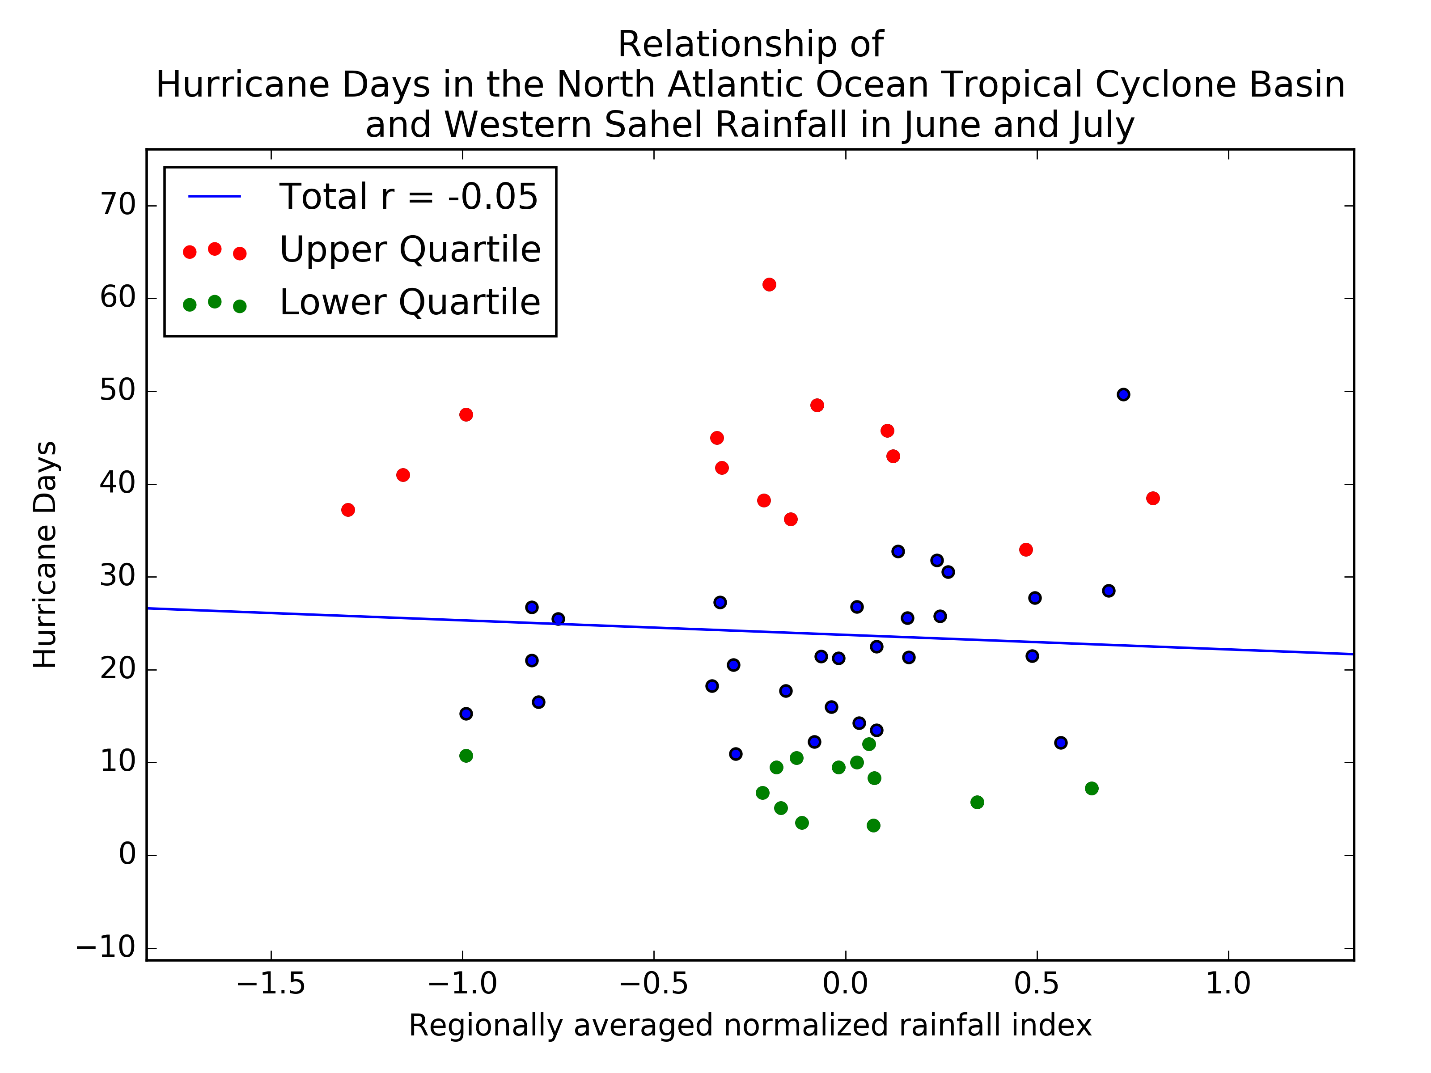 Relationship of
Hurricane Days in the North Atlantic Ocean Tropical Cyclone Basin
and Western Sahel Rainfall in June and July
Total r = -0.05
Upper Quartile
Lower Quartile
70
60
50
40
30
20
10
0
−10
Hurricane Days
−1.5 −1.0 −0.5 0.0 0.5 1.0
Regionally averaged normalized rainfall index